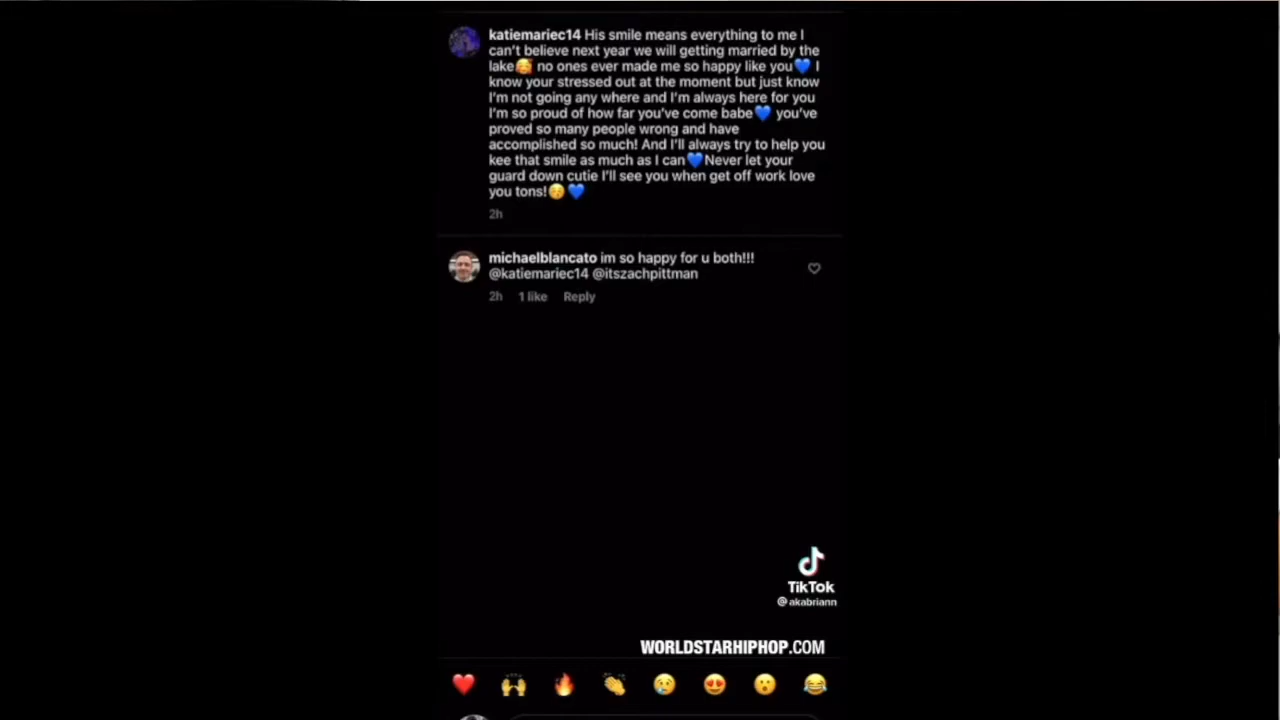 katiemariec14 His smile means everything to me I
can't believe next year we will getting married by the
lake🥰 no ones ever made me so happy like you💙 I
know your stressed out at the moment but just know
I'm not going any where and I'm always here for you
I'm so proud of how far you've come babe💙 you've
proved so many people wrong and have
accomplished so much! And I'll always try to help you
kee that smile as much as I can💙Never let your
guard down cutie I'll see you when get off work love
you tons!😚💙
2h
michaelblancato im so happy for u both!!!
@katiemariec14 @itszachpittman
2h 1 like Reply
TikTok
@akabriann
WORLDSTARHIPHOP.COM